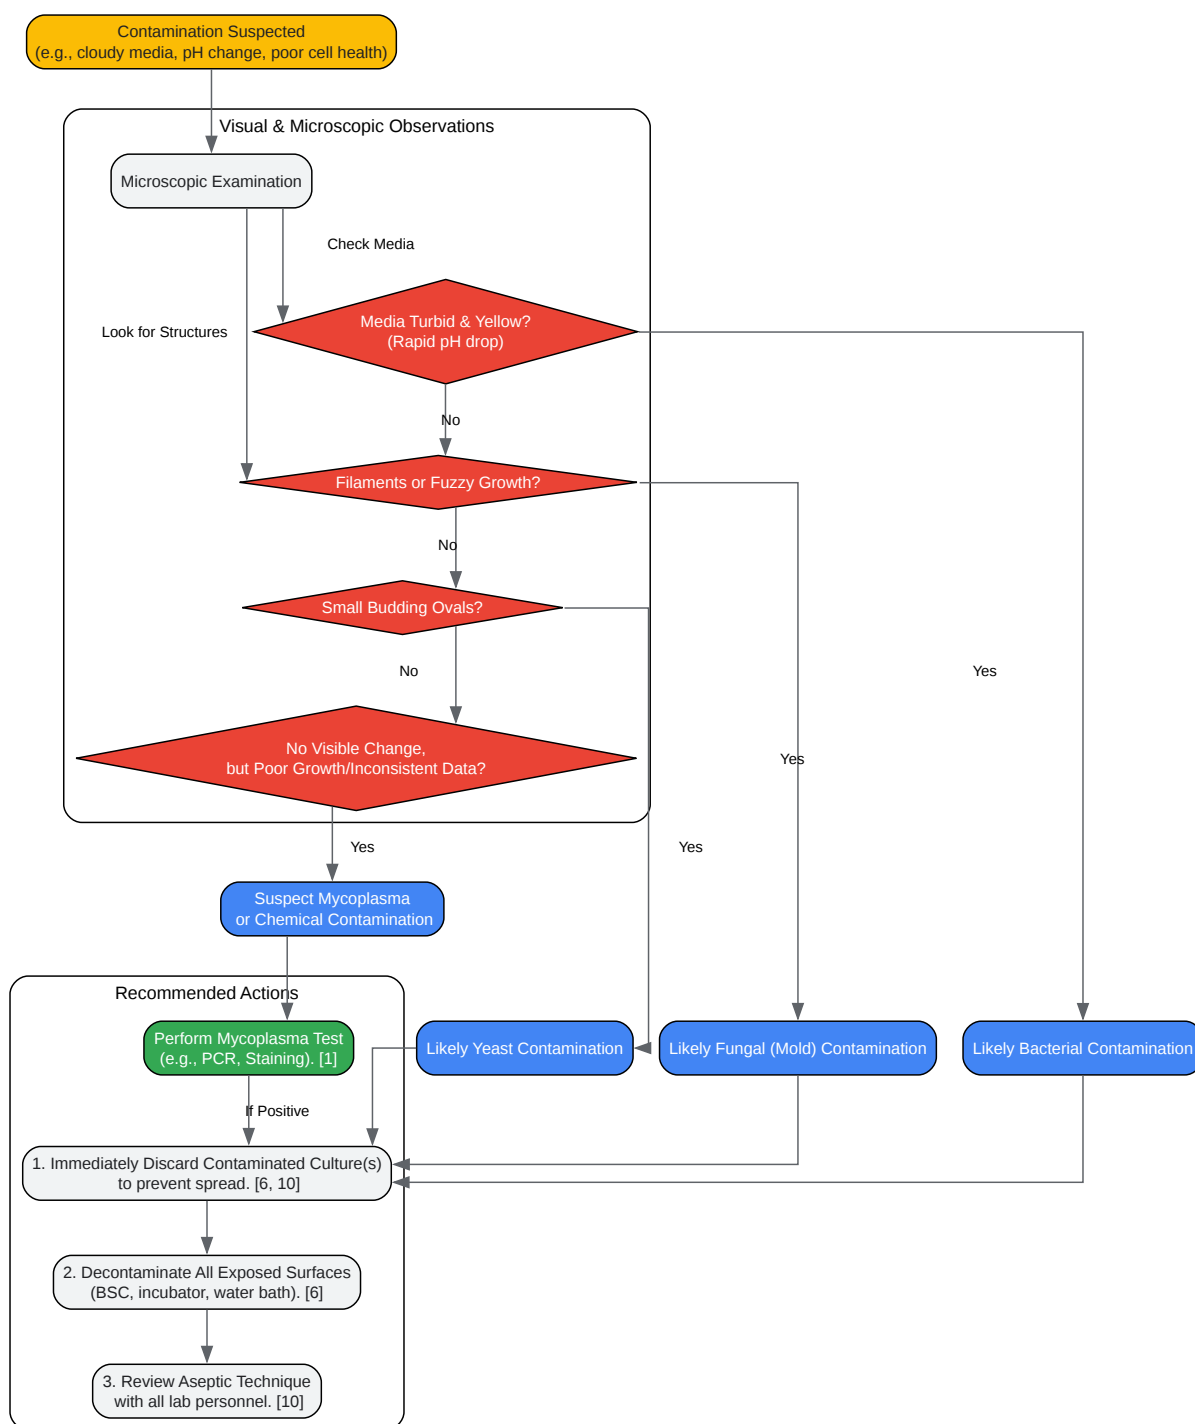 Contamination Suspected
(e.g., cloudy media, pH change, poor cell health)
Visual & Microscopic Observations
Microscopic Examination
Check Media
Look for Structures
Media Turbid & Yellow?
(Rapid pH drop)
No
Filaments or Fuzzy Growth?
No
Small Budding Ovals?
No
Yes
No Visible Change,
but Poor Growth/Inconsistent Data?
Yes
Yes
Yes
Suspect Mycoplasma
or Chemical Contamination
Recommended Actions
Perform Mycoplasma Test
(e.g., PCR, Staining). [1]
Likely Yeast Contamination
Likely Fungal (Mold) Contamination
Likely Bacterial Contamination
If Positive
1. Immediately Discard Contaminated Culture(s)
to prevent spread. [6, 10]
2. Decontaminate All Exposed Surfaces
(BSC, incubator, water bath). [6]
3. Review Aseptic Technique
with all lab personnel. [10]